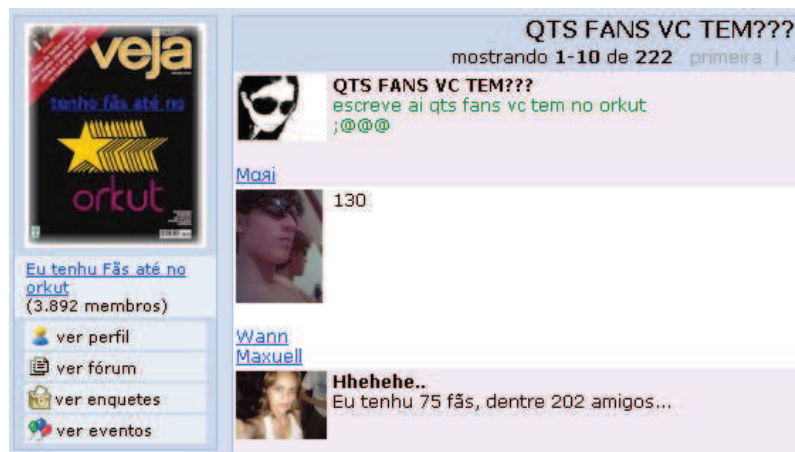 veja
tenho fãs até no
orkut
Eu tenhu Fãs até no
orkut
(3.892 membros)
ver perfil
ver fórum
ver enquetes
ver eventos
QTS FANS VC TEM???
mostrando 1-10 de 222 primeira |
QTS FANS VC TEM???
escreve ai qts fans vc tem no orkut
;@@@
Mαяi
130
Wann
Maxuell
Hhehehe..
Eu tenhu 75 fãs, dentre 202 amigos...